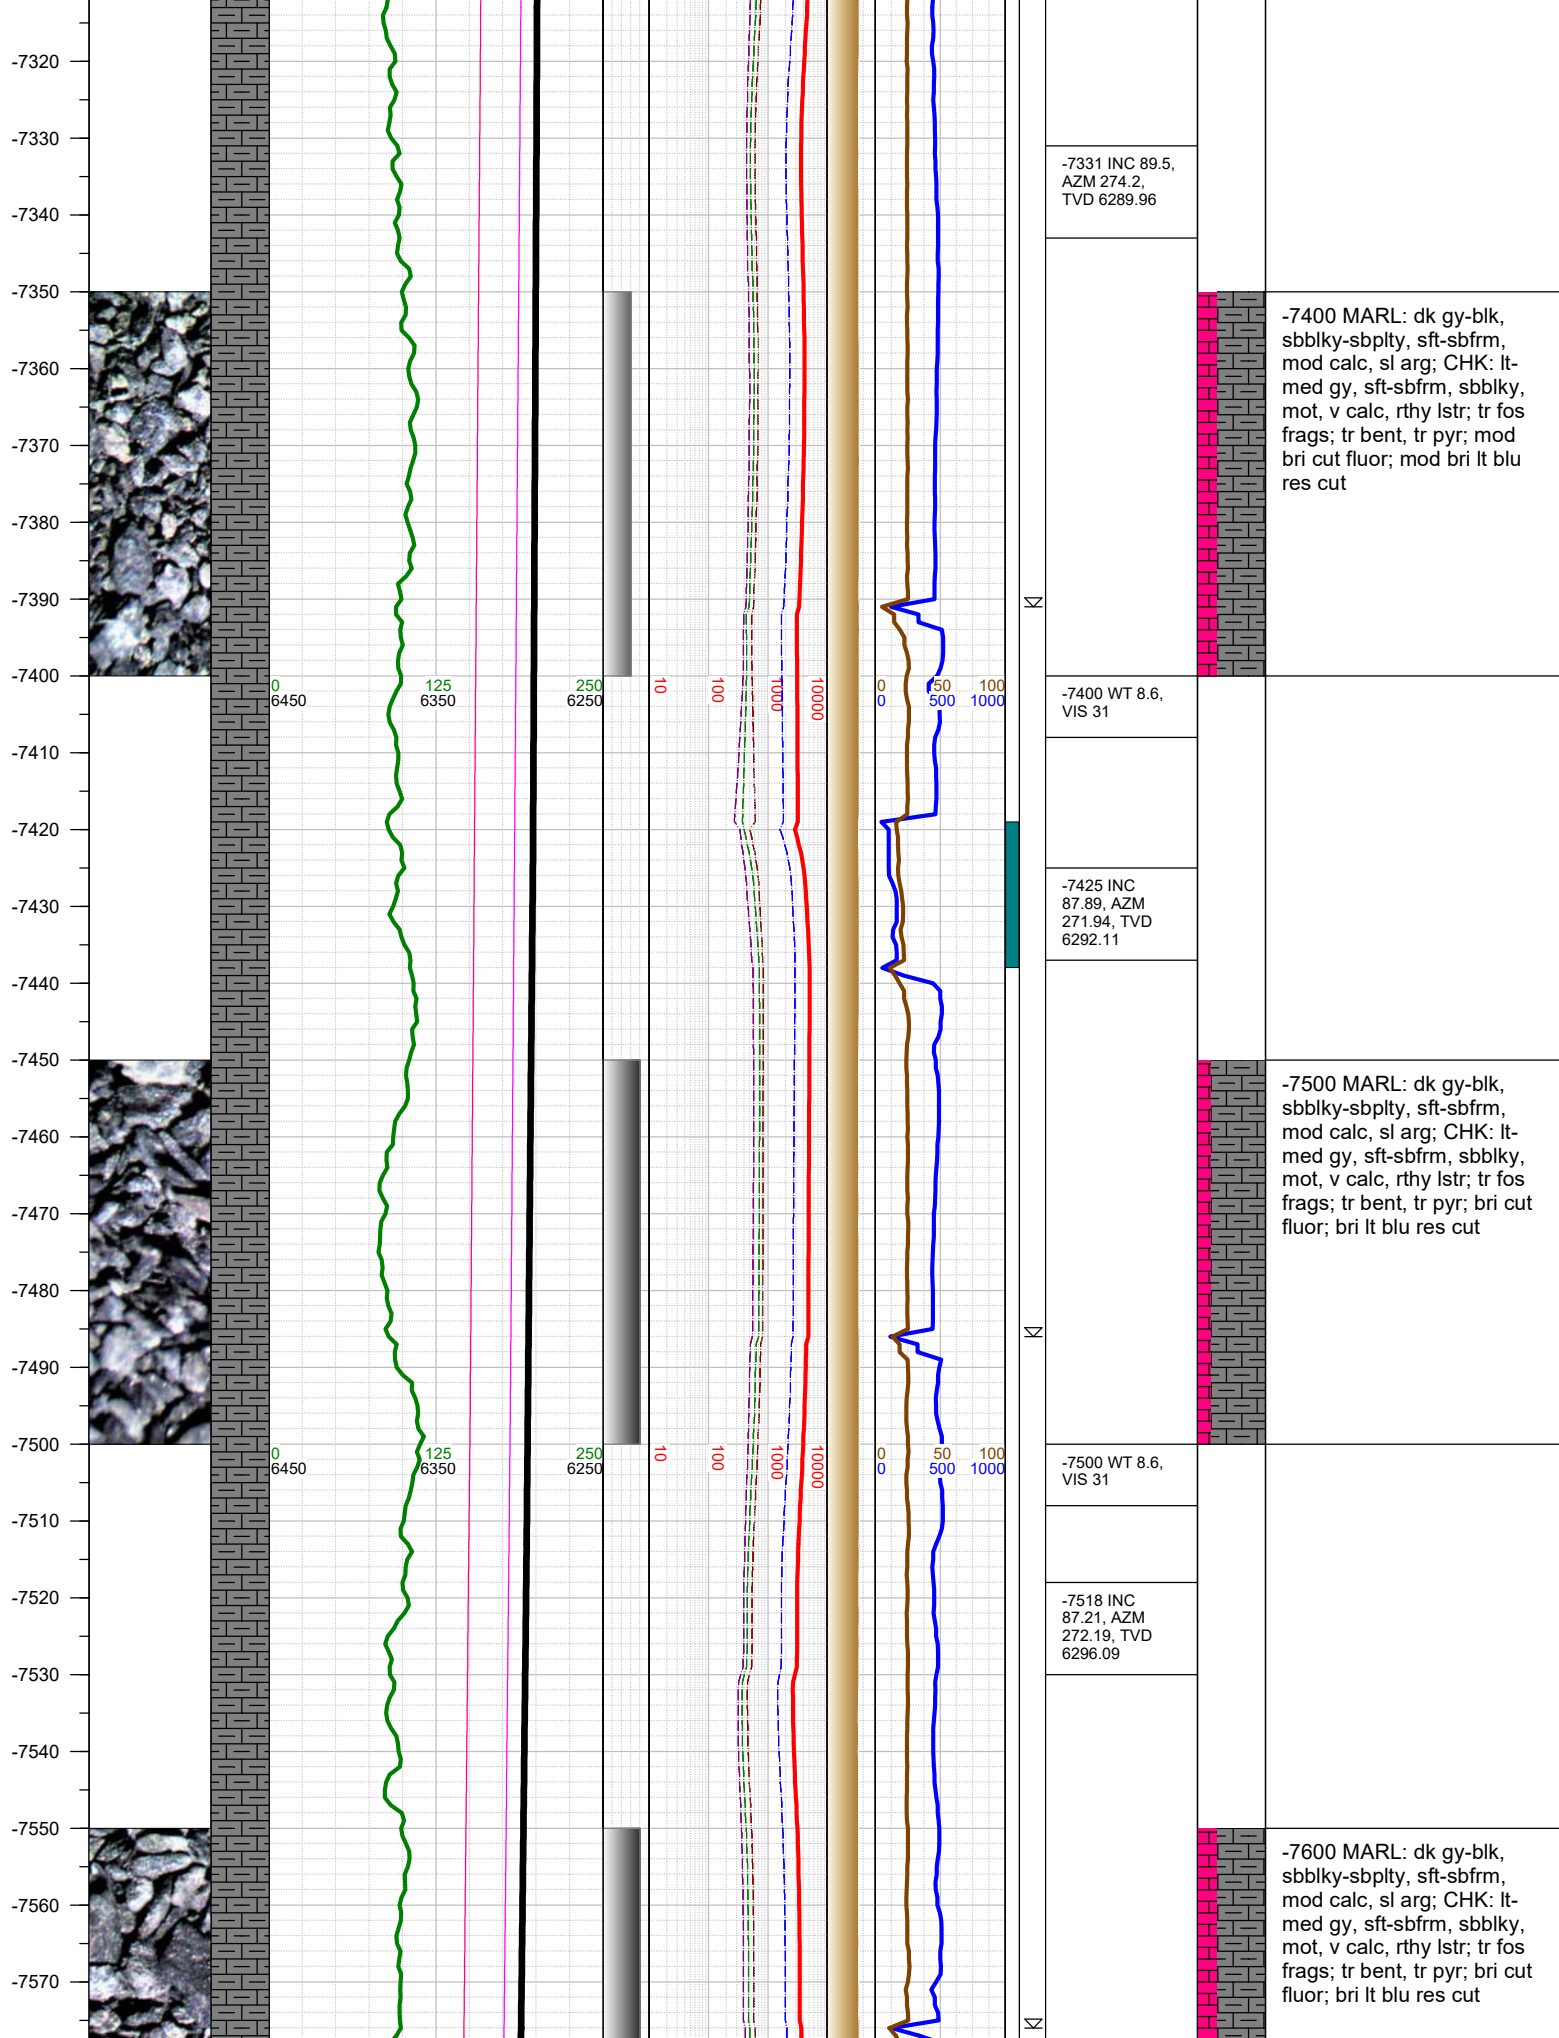 -7320
-7330
-7331 INC 89.5,
AZM 274.2,
TVD 6289.96
-7340
-7350
-7400 MARL: dk gy-blk,
sbblky-sbplty, sft-sbfrm,
mod calc, sl arg; CHK: lt-
med gy, sft-sbfrm, sbblky,
mot, v calc, rthy lstr; tr fos
frags; tr bent, tr pyr; mod
bri cut fluor; mod bri lt blu
res cut
-7360
-7370
-7380
-7390
-7400
0 125 250 10 100 1000 10000 0 50 100
6450 6350 6250 0 500 1000
-7400 WT 8.6,
VIS 31
-7410
-7420
-7425 INC
87.89, AZM
271.94, TVD
6292.11
-7430
-7440
-7450
-7500 MARL: dk gy-blk,
sbblky-sbplty, sft-sbfrm,
mod calc, sl arg; CHK: lt-
med gy, sft-sbfrm, sbblky,
mot, v calc, rthy lstr; tr fos
frags; tr bent, tr pyr; bri cut
fluor; bri lt blu res cut
-7460
-7470
-7480
-7490
-7500
0 125 250 10 100 1000 10000 0 50 100
6450 6350 6250 0 500 1000
-7500 WT 8.6,
VIS 31
-7510
-7518 INC
87.21, AZM
272.19, TVD
6296.09
-7520
-7530
-7540
-7550
-7600 MARL: dk gy-blk,
sbblky-sbplty, sft-sbfrm,
mod calc, sl arg; CHK: lt-
med gy, sft-sbfrm, sbblky,
mot, v calc, rthy lstr; tr fos
frags; tr bent, tr pyr; bri cut
fluor; bri lt blu res cut
-7560
-7570